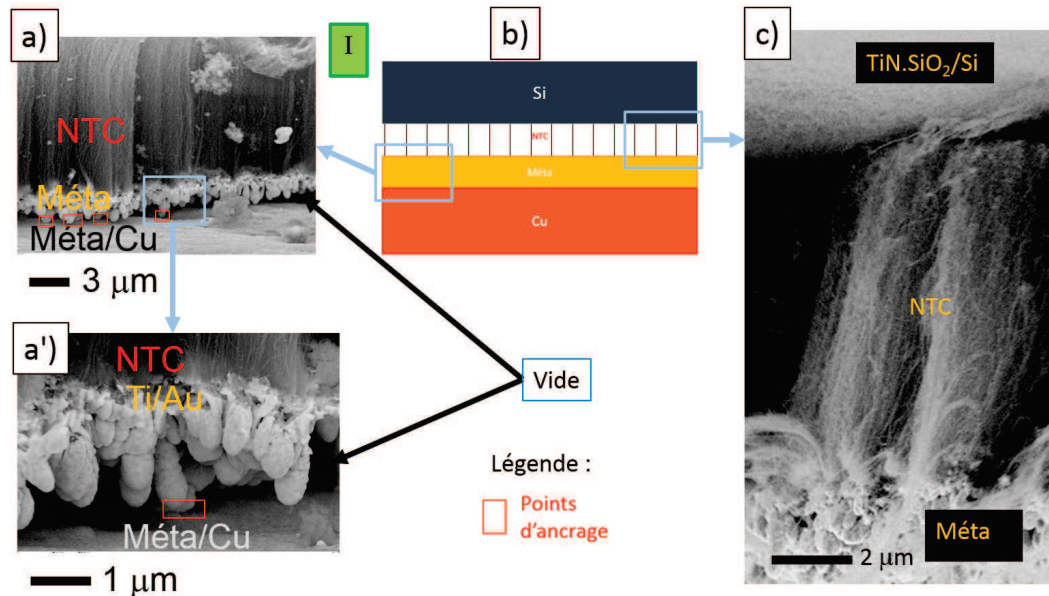 a)
I
b)
c)
NTC
Méta
Méta/Cu
3 μm
Si
NTC
Méta
Cu
TiN.SiO₂/Si
NTC
Méta
2 μm
a')
NTC
Ti/Au
Méta/Cu
1 μm
Vide
Légende :
Points
d'ancrage